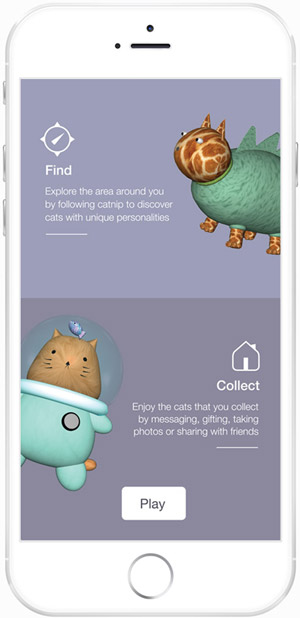 Find
Explore the area around you
by following catnip to discover
cats with unique personalities
Collect
Enjoy the cats that you collect
by messaging, gifting, taking
photos or sharing with friends
Play